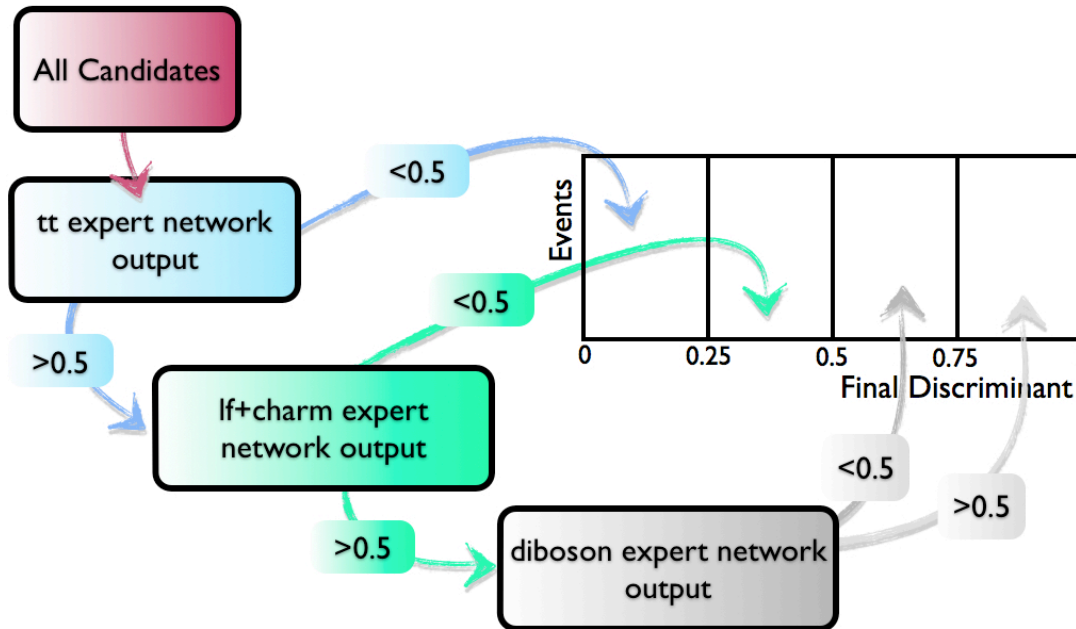 All Candidates
<0.5
tt expert network
output
Events
<0.5
>0.5
0
0.25
0.5
0.75
Final Discriminant
lf+charm expert
network output
<0.5
>0.5
>0.5
diboson expert network
output